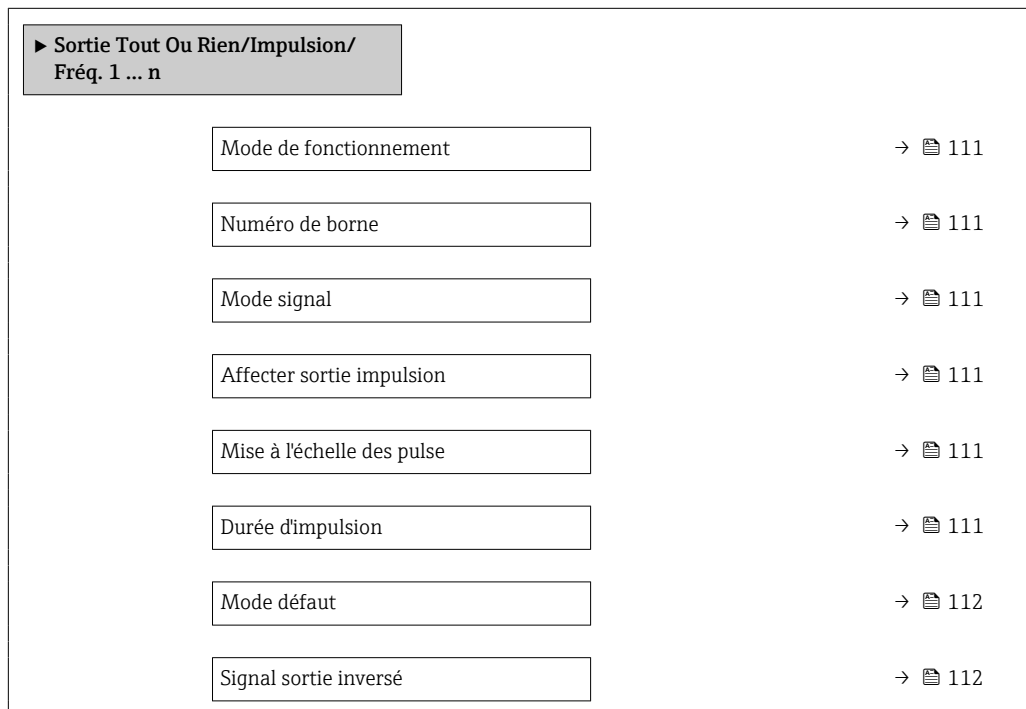 ▶ Sortie Tout Ou Rien/Impulsion/
Fréq. 1 ... n
Mode de fonctionnement → 111
Numéro de borne → 111
Mode signal → 111
Affecter sortie impulsion → 111
Mise à l'échelle des pulse → 111
Durée d'impulsion → 111
Mode défaut → 112
Signal sortie inversé → 112